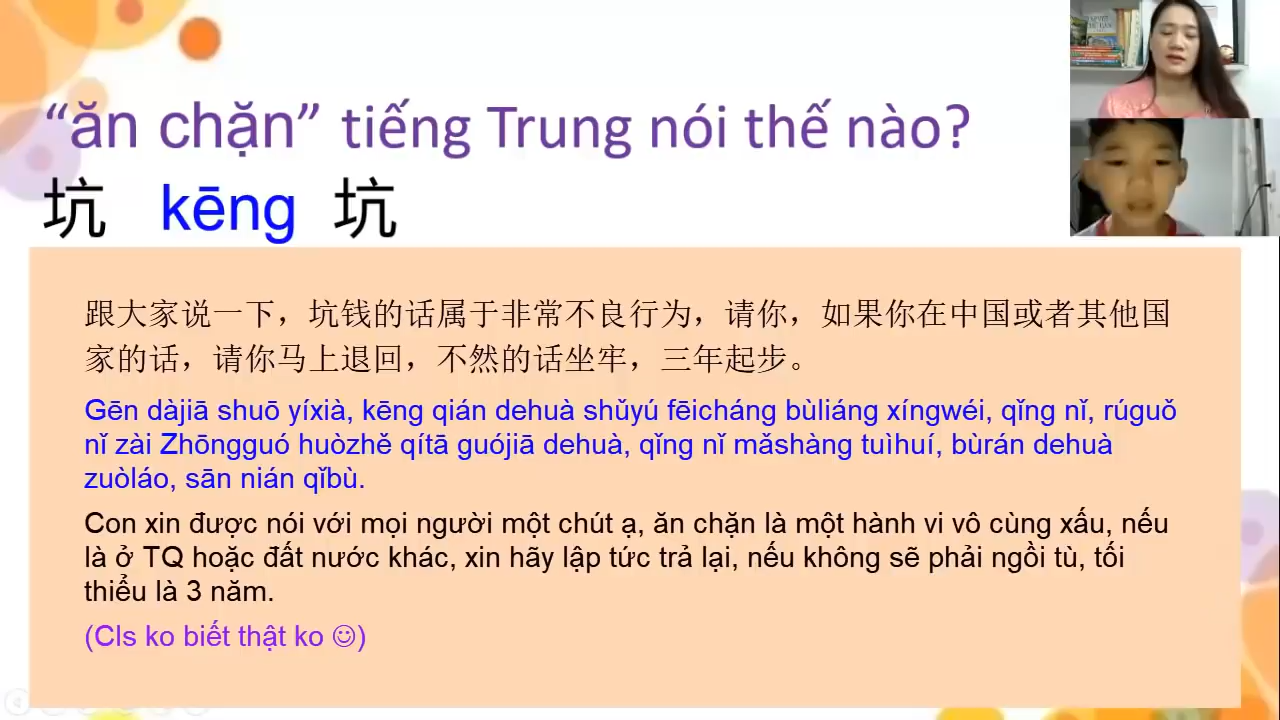 “ăn chặn” tiếng Trung nói thế nào?
坑 kēng 坑
跟大家说一下，坑钱的话属于非常不良行为，请你，如果你在中国或者其他国
家的话，请你马上退回，不然的话坐牢，三年起步。
Gēn dàjiā shuō yíxià, kēng qián dehuà shǔyú fēicháng bùliáng xíngwéi, qǐng nǐ, rúguǒ
nǐ zài Zhōngguó huòzhě qítā guójiā dehuà, qǐng nǐ mǎshàng tuìhuí, bùrán dehuà
zuòláo, sān nián qǐbù.
Con xin được nói với mọi người một chút ạ, ăn chặn là một hành vi vô cùng xấu, nếu
là ở TQ hoặc đất nước khác, xin hãy lập tức trả lại, nếu không sẽ phải ngồi tù, tối
thiểu là 3 năm.
(Cls ko biết thật ko ☺)